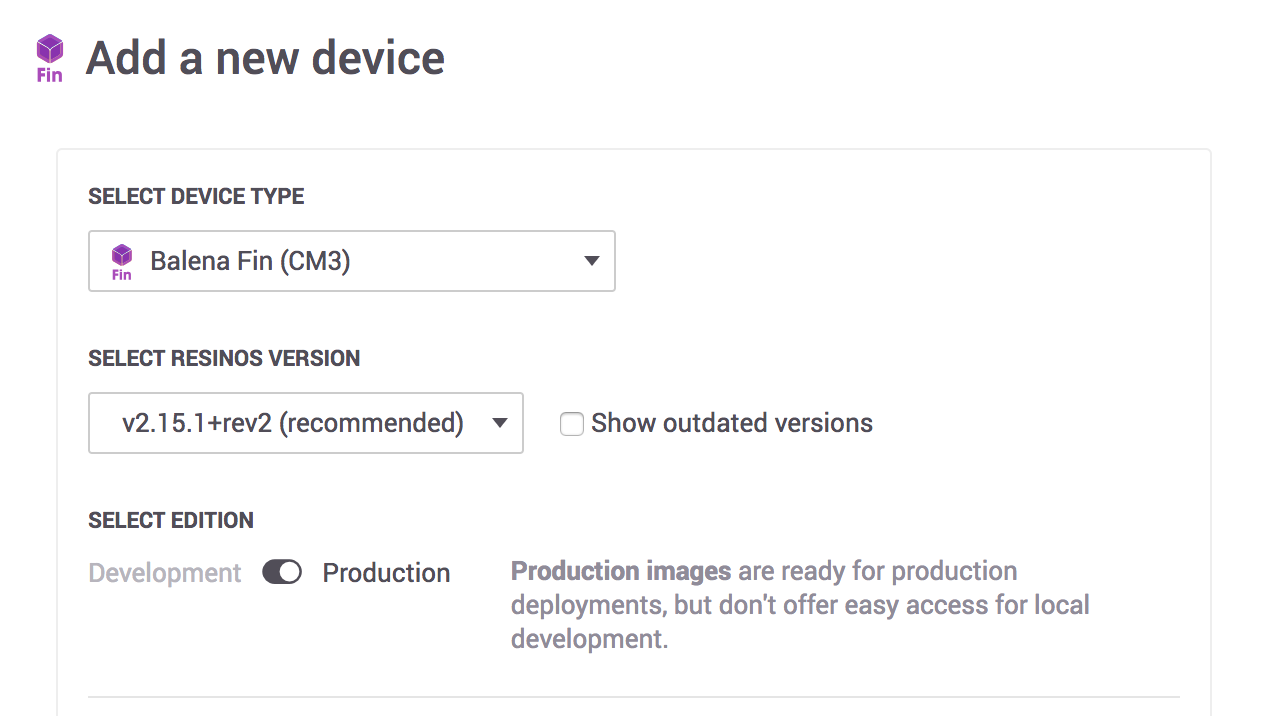 Fin
Add a new device
SELECT DEVICE TYPE
Fin
Balena Fin (CM3)
SELECT RESINOS VERSION
v2.15.1+rev2 (recommended)
Show outdated versions
SELECT EDITION
Development
Production
Production images are ready for production
deployments, but don't offer easy access for local
development.